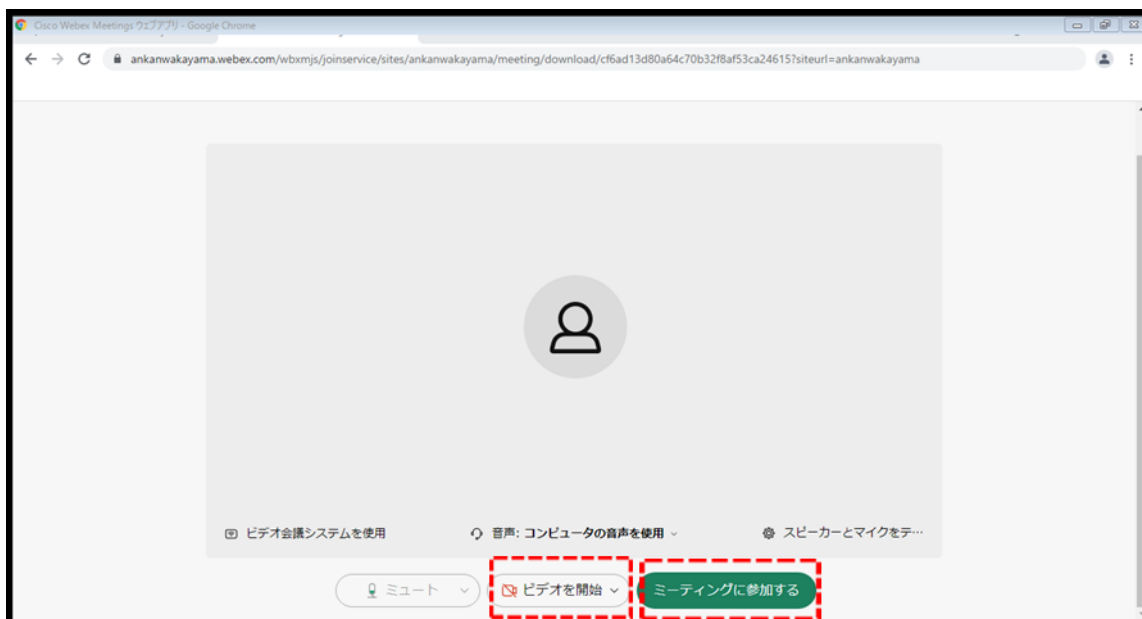 Cisco Webex Meetings ウェブアプリ - Google Chrome
ankanwakayama.webex.com/wbxmjs/joinservice/sites/ankanwakayama/meeting/download/cf6ad13d80a64c70b32f8af53ca24615?siteurl=ankanwakayama
ビデオ会議システムを使用 音声: コンピュータの音声を使用 スピーカーとマイクをテ…
ミュート ビデオを開始 ミーティングに参加する